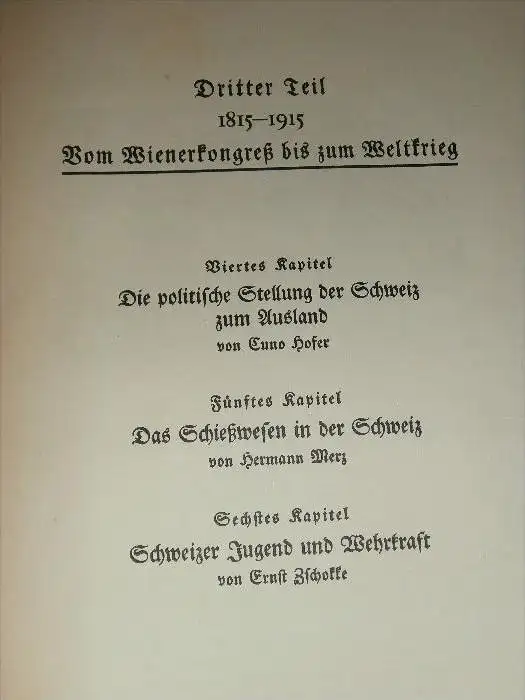 Dritter Teil
1815–1915
Vom Wienerkongreß bis zum Weltkrieg
Viertes Kapitel
Die politische Stellung der Schweiz
zum Ausland
von Cuno Hofer
Fünftes Kapitel
Das Schießwesen in der Schweiz
von Hermann Merz
Sechstes Kapitel
Schweizer Jugend und Wehrkraft
von Ernst Zschokke